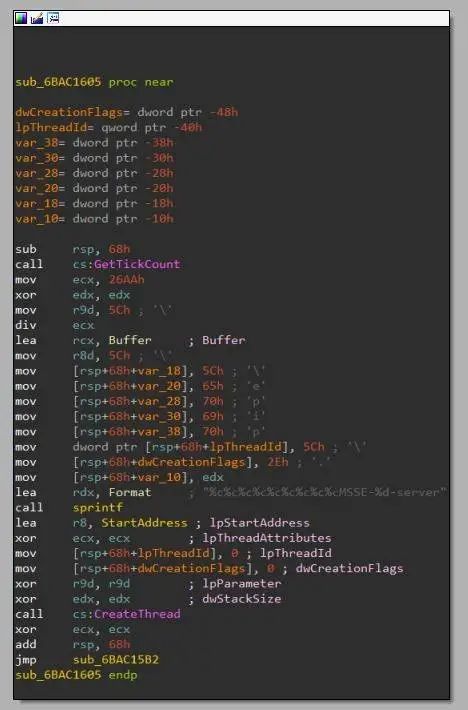 sub_6BAC1605 proc near
dwCreationFlags= dword ptr -48h
lpThreadId= qword ptr -40h
var_38= dword ptr -38h
var_30= dword ptr -30h
var_28= dword ptr -28h
var_20= dword ptr -20h
var_18= dword ptr -18h
var_10= dword ptr -10h
sub rsp, 68h
call cs:GetTickCount
mov ecx, 26AAh
xor edx, edx
mov r9d, 5Ch ; '\'
div ecx
lea rcx, Buffer ; Buffer
mov r8d, 5Ch ; '\'
mov [rsp+68h+var_18], 5Ch ; '\'
mov [rsp+68h+var_20], 65h ; 'e'
mov [rsp+68h+var_28], 70h ; 'p'
mov [rsp+68h+var_30], 69h ; 'i'
mov [rsp+68h+var_38], 70h ; 'p'
mov dword ptr [rsp+68h+lpThreadId], 5Ch ; '\'
mov [rsp+68h+dwCreationFlags], 2Eh ; '.'
mov [rsp+68h+var_10], edx
lea rdx, Format ; "%c%c%c%c%c%c%c%c%cMSSE-%d-server"
call sprintf
lea r8, StartAddress ; lpStartAddress
xor ecx, ecx ; lpThreadAttributes
mov [rsp+68h+lpThreadId], 0 ; lpThreadId
mov [rsp+68h+dwCreationFlags], 0 ; dwCreationFlags
xor r9d, r9d ; lpParameter
xor edx, edx ; dwStackSize
call cs:CreateThread
xor ecx, ecx
add rsp, 68h
jmp sub_6BAC15B2
sub_6BAC1605 endp